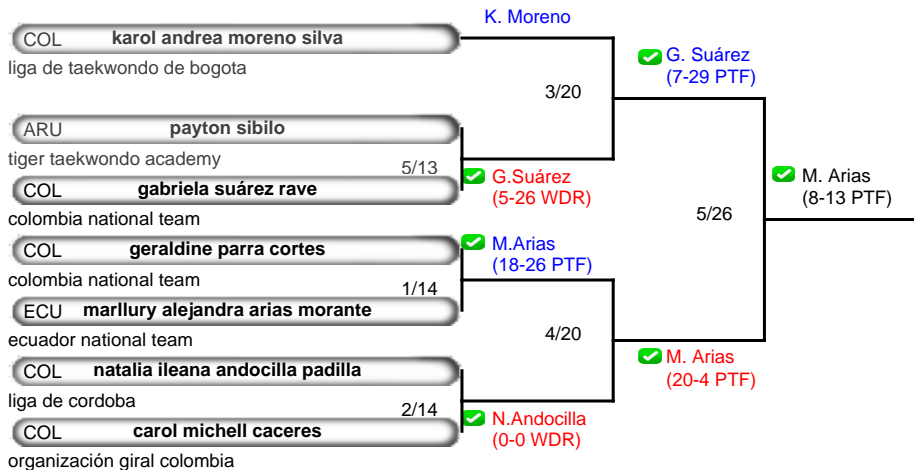 K. Moreno
COL karol andrea moreno silva
liga de taekwondo de bogota
G. Suárez
(7-29 PTF)
3/20
ARU payton sibilo
tiger taekwondo academy
5/13
COL gabriela suárez rave
colombia national team
G.Suárez
(5-26 WDR)
M. Arias
(8-13 PTF)
5/26
COL geraldine parra cortes
colombia national team
M.Arias
(18-26 PTF)
1/14
ECU marllury alejandra arias morante
ecuador national team
4/20
COL natalia ileana andocilla padilla
liga de cordoba
M. Arias
(20-4 PTF)
2/14
COL carol michell caceres
organización giral colombia
N.Andocilla
(0-0 WDR)